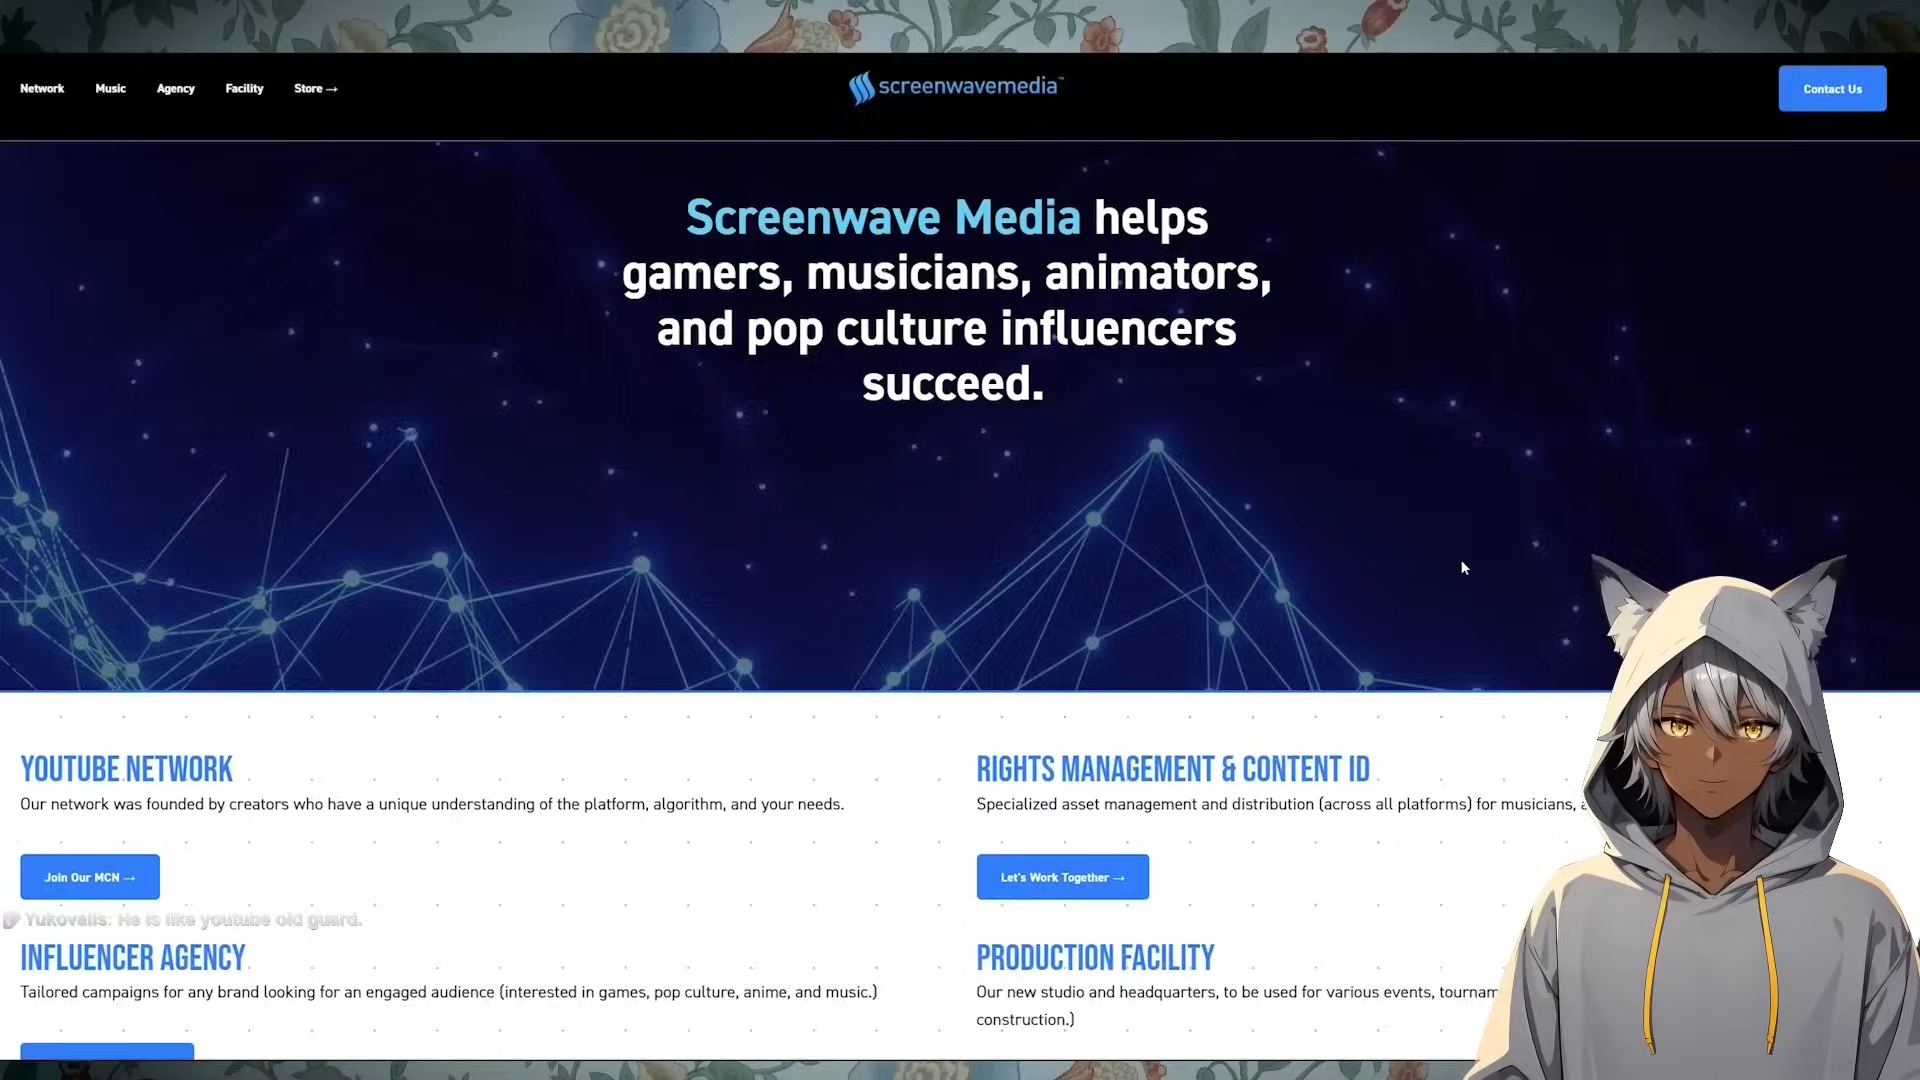 Network
Music
Agency
Facility
Store →
screenwavemedia™
Contact Us
Screenwave Media helps
gamers, musicians, animators,
and pop culture influencers
succeed.
YOUTUBE NETWORK
Our network was founded by creators who have a unique understanding of the platform, algorithm, and your needs.
Join Our MCN →
RIGHTS MANAGEMENT & CONTENT ID
Specialized asset management and distribution (across all platforms) for musicians,
Let's Work Together →
Yukovalis: He is like youtube old guard.
INFLUENCER AGENCY
Tailored campaigns for any brand looking for an engaged audience (interested in games, pop culture, anime, and music.)
PRODUCTION FACILITY
Our new studio and headquarters, to be used for various events, tournam
construction.)